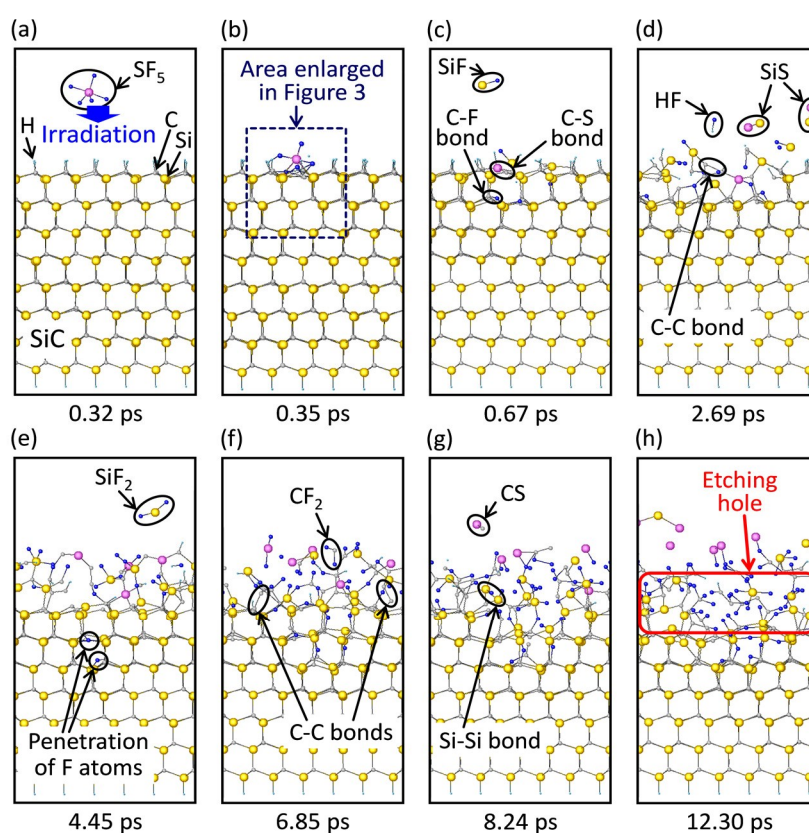 (a)
SF5
H
Irradiation
C
Si
SiC
0.32 ps
(b)
Area enlarged
in Figure 3
0.35 ps
(c)
SiF
C-F
bond
C-S
bond
0.67 ps
(d)
HF
SiS
C-C bond
2.69 ps
(e)
SiF2
Penetration
of F atoms
4.45 ps
(f)
CF2
C-C bonds
6.85 ps
(g)
CS
Si-Si bond
8.24 ps
(h)
Etching
hole
12.30 ps